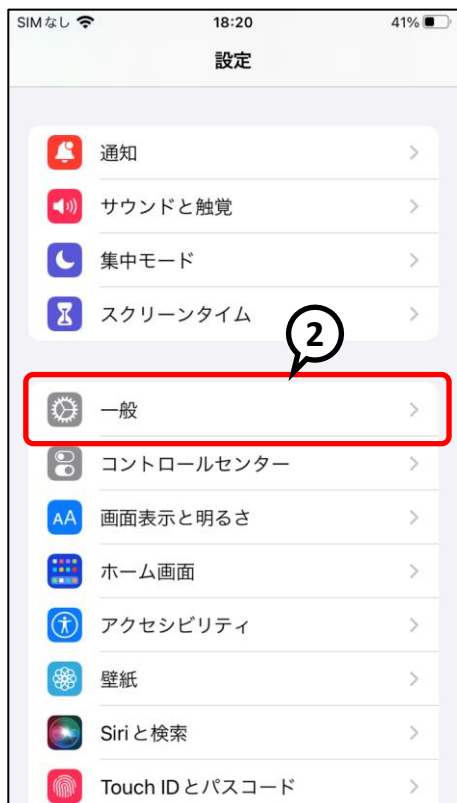 SIMなし 18:20 41%
設定
通知
サウンドと触覚
集中モード
スクリーンタイム
2
一般
コントロールセンター
AA 画面表示と明るさ
ホーム画面
アクセシビリティ
壁紙
Siriと検索
Touch IDとパスコード